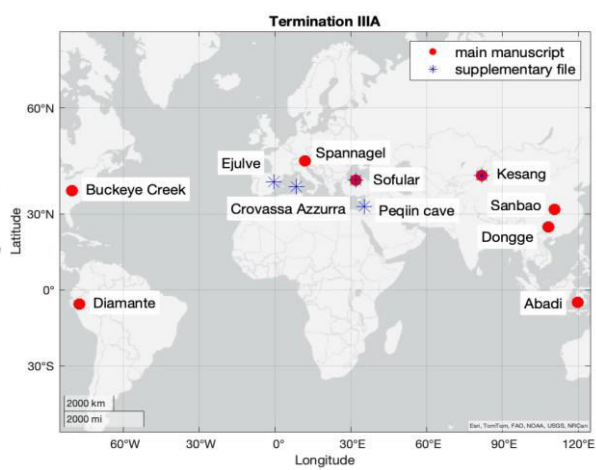 Termination IIIA
main manuscript
supplementary file
60°N
30°N
0°
30°S
Latitude
Ejulve
Spannagel
Buckeye Creek
Sofular
Kesang
Crovassa Azzurra
Peqiin cave
Sanbao
Dongge
Diamante
Abadi
2000 km
2000 mi
Esri, TomTom, FAO, NOAA, USGS, NRCan
60°W
30°W
0°
30°E
60°E
90°E
120°E
Longitude